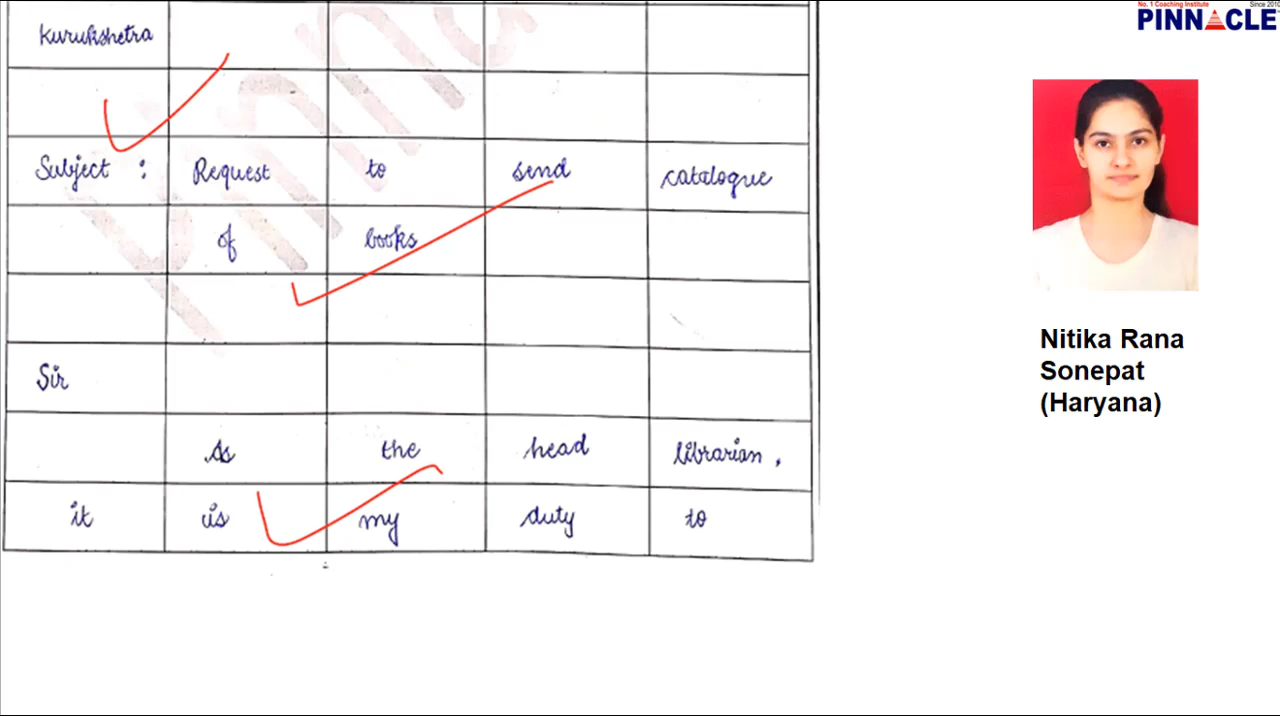 No. 1 Coaching Institute
Since 2010
PINNACLE
Kurukshetra
Subject : Request to send catalogue
of books
Sir
As the head librarian,
it is my duty to
Nitika Rana
Sonepat
(Haryana)